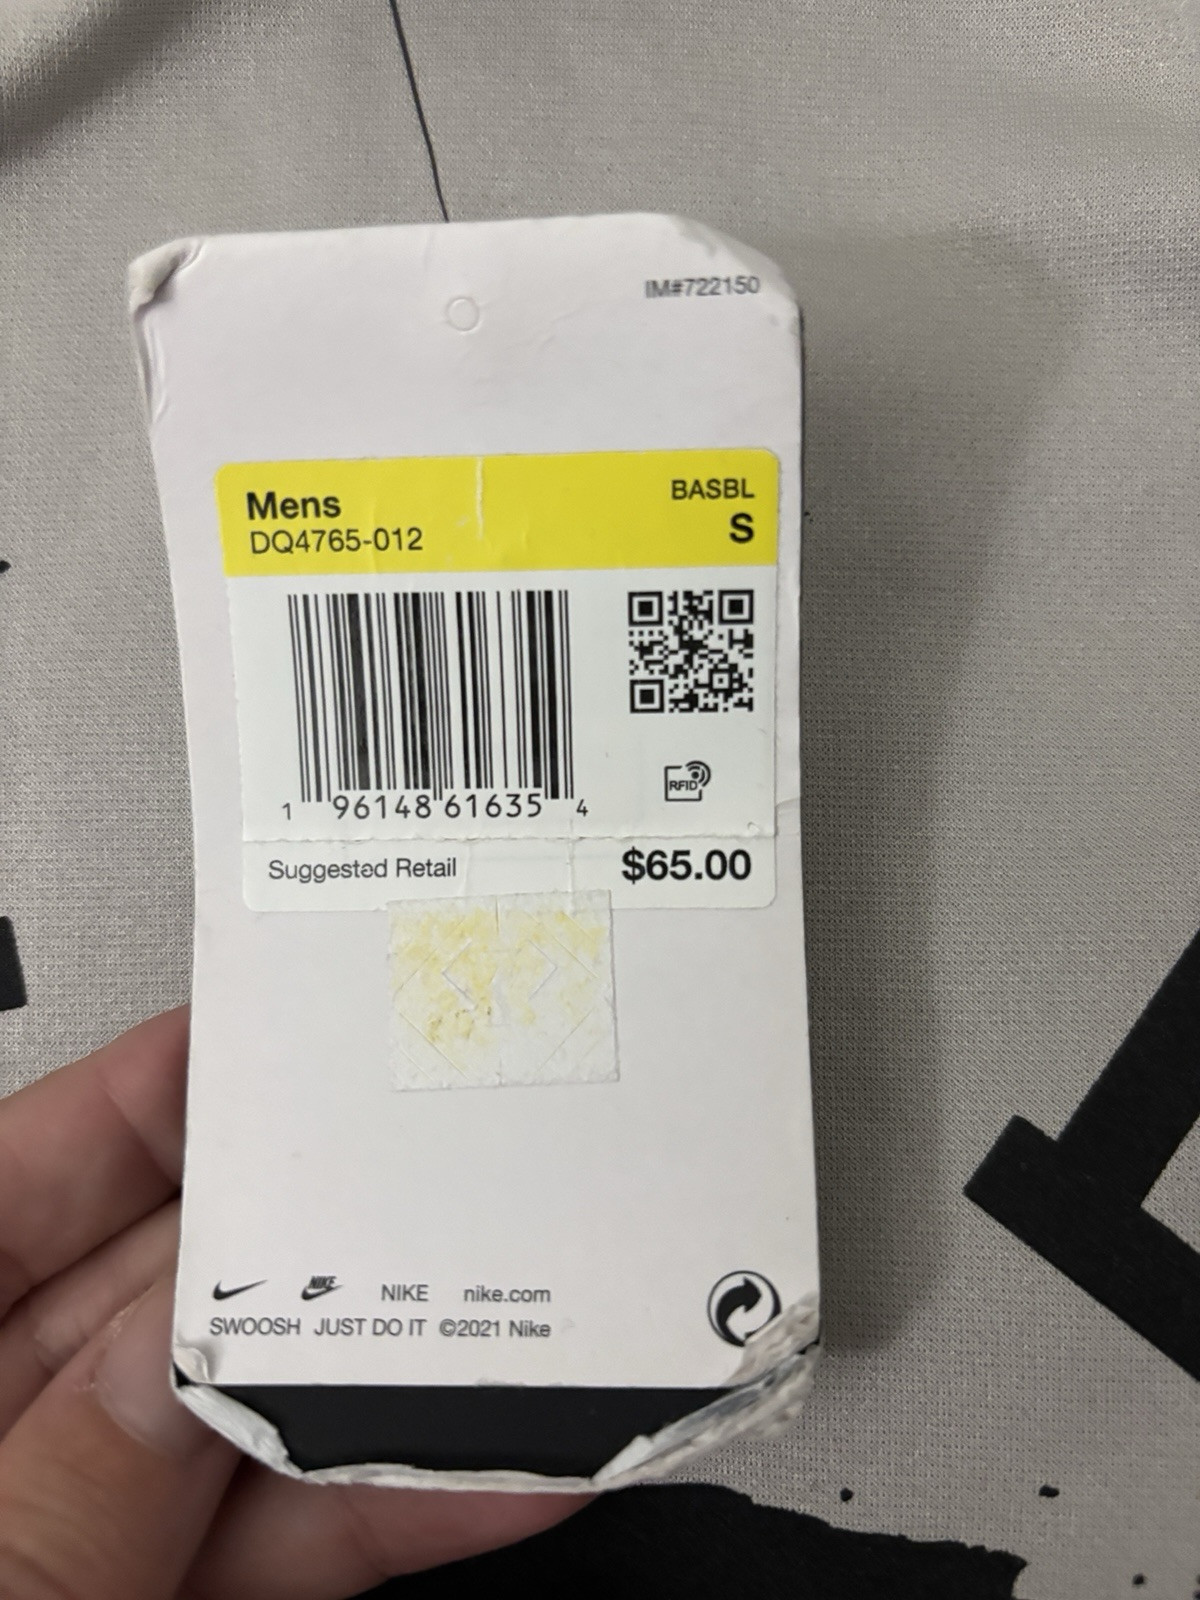 IM#722150
Mens
DQ4765-012
BASBL
S
1 96148 61635 4
RFID
Suggested Retail $65.00
NIKE NIKE nike.com
SWOOSH JUST DO IT ©2021 Nike